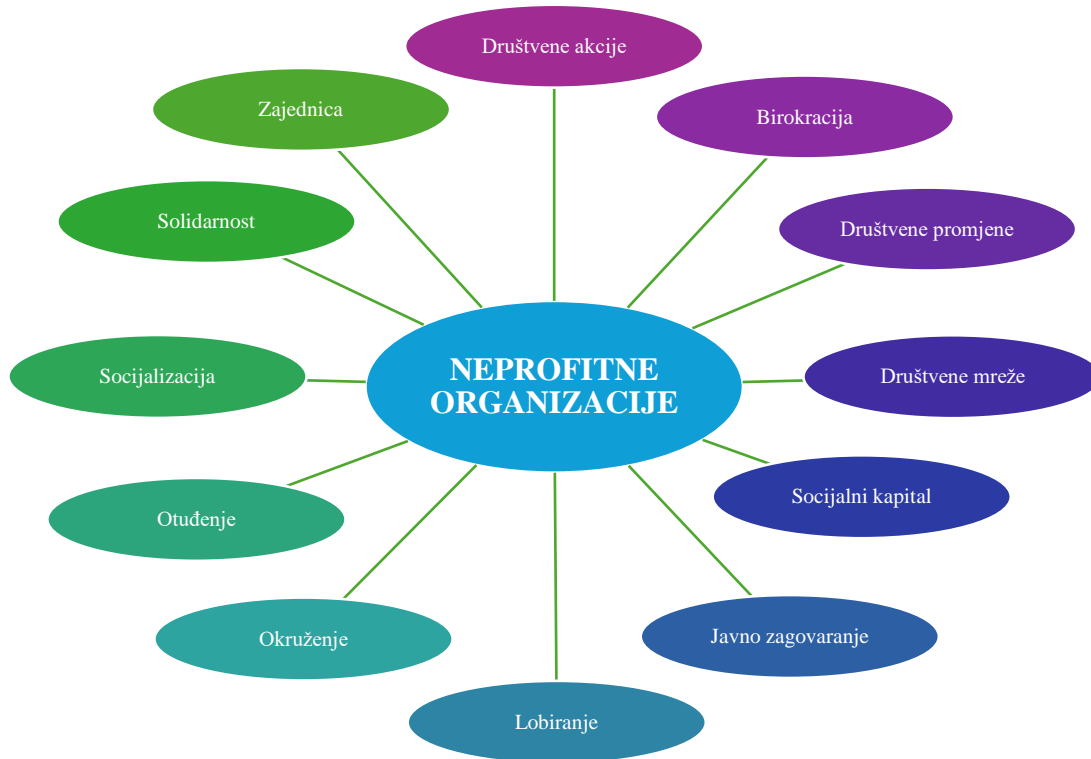 Društvene akcije
Zajednica
Birokracija
Solidarnost
Društvene promjene
NEPROFITNE
ORGANIZACIJE
Socijalizacija
Društvene mreže
Otuđenje
Socijalni kapital
Okruženje
Javno zagovaranje
Lobiranje